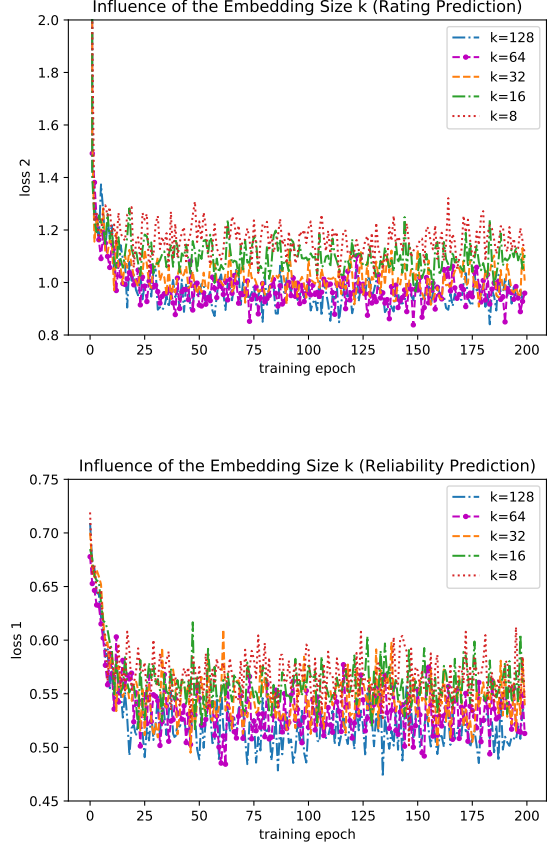 Influence of the Embedding Size k (Rating Prediction)
2.0
1.8
1.6
1.4
1.2
1.0
0.8
loss 2
k=128
k=64
k=32
k=16
k=8
0 25 50 75 100 125 150 175 200
training epoch
Influence of the Embedding Size k (Reliability Prediction)
0.75
0.70
0.65
0.60
0.55
0.50
0.45
loss 1
k=128
k=64
k=32
k=16
k=8
0 25 50 75 100 125 150 175 200
training epoch